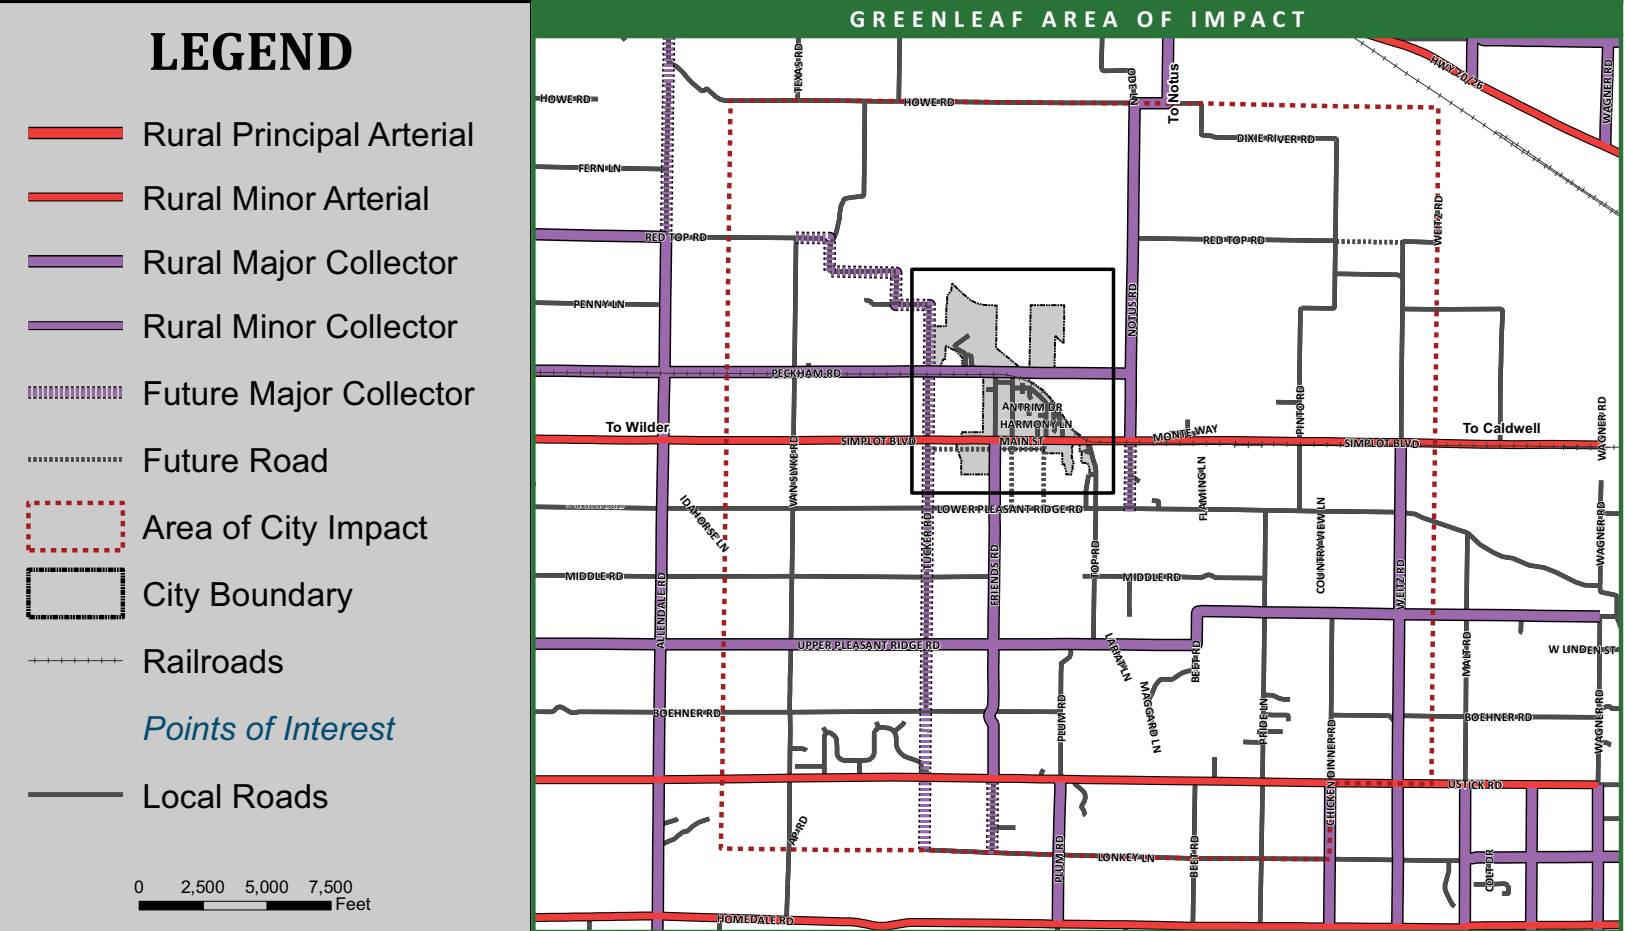 LEGEND
Rural Principal Arterial
Rural Minor Arterial
Rural Major Collector
Rural Minor Collector
Future Major Collector
Future Road
Area of City Impact
City Boundary
Railroads
Points of Interest
Local Roads
0 2,500 5,000 7,500
Feet
GREENLEAF AREA OF IMPACT
TEXAS RD
To Notus
HWY 20/26
WAGNER RD
HOWE RD
HOWE RD
DIXIE RIVER RD
FERN LN
WEITZ RD
RED TOP RD
RED TOP RD
PENNY LN
NOTUS RD
PECKHAM RD
PINTO RD
ANTRIM DR
HARMONY LN
WAGNER RD
To Wilder
MONTE WAY
To Caldwell
SIMPLOT BLVD
MAIN ST
SIMPLOT BLVD
VAN SLYKE RD
FLAMING LN
IDAHORSE LN
LOWER PLEASANT RIDGE RD
COUNTRY VIEW LN
WAGNER RD
TUCKER RD
FRIENDS RD
TOP RD
MIDDLE RD
MIDDLE RD
WEITZ RD
ALLENDALE RD
UPPER PLEASANT RIDGE RD
LARIAT LN
BEET RD
MALT RD
W LINDEN ST
BOEHNER RD
PLUM RD
MAGGARD LN
PRIDE LN
BOEHNER RD
WAGNER RD
CHICKEN DINNER RD
USTICK RD
AP RD
PLUM RD
LONKEY LN
BEET RD
COLT DR
HOMEDALE RD